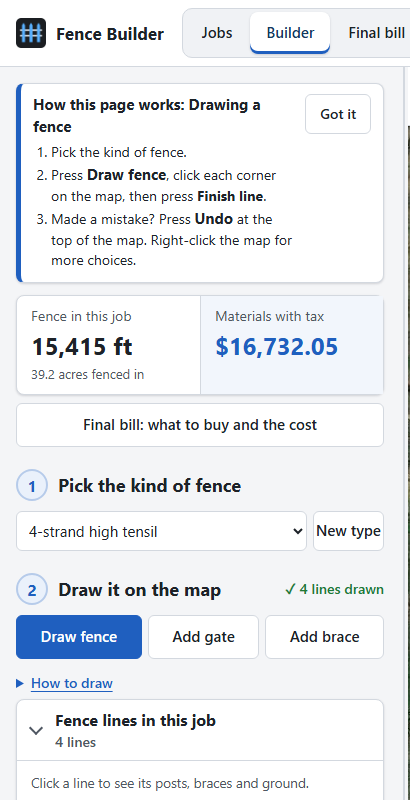 Fence Builder
Jobs
Builder
Final bill
How this page works: Drawing a
fence
Got it
1. Pick the kind of fence.
2. Press Draw fence, click each corner
on the map, then press Finish line.
3. Made a mistake? Press Undo at the
top of the map. Right-click the map for
more choices.
Fence in this job
15,415 ft
39.2 acres fenced in
Materials with tax
$16,732.05
Final bill: what to buy and the cost
1 Pick the kind of fence
4-strand high tensil
New type
2 Draw it on the map
✓ 4 lines drawn
Draw fence
Add gate
Add brace
How to draw
Fence lines in this job
4 lines
Click a line to see its posts, braces and ground.